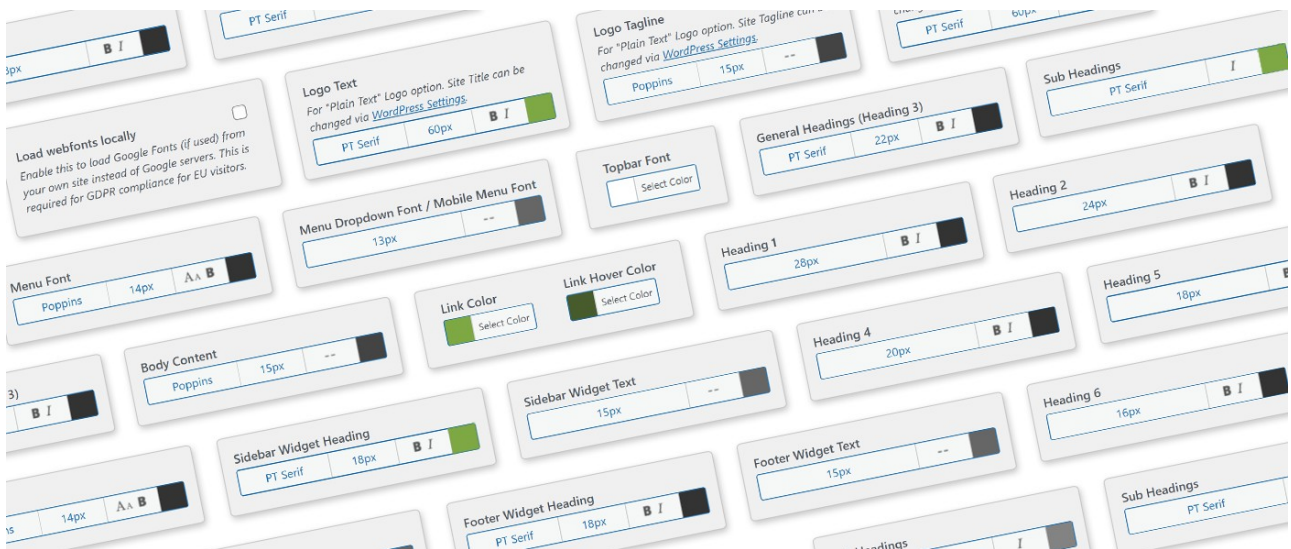 PT Serif
B I
8px
B I
Load webfonts locally
Enable this to load Google Fonts (if used) from
your own site instead of Google servers. This is
required for GDPR compliance for EU visitors.
Logo Text
For "Plain Text" Logo option. Site Title can be
changed via WordPress Settings.
PT Serif 60px B I
Logo Tagline
For "Plain Text" Logo option. Site Tagline can
changed via WordPress Settings.
Poppins 15px --
PT Serif 60px
B I
Sub Headings
PT Serif I
General Headings (Heading 3)
PT Serif 22px B I
Topbar Font
Select Color
Menu Dropdown Font / Mobile Menu Font
13px --
Heading 2
24px B I
Heading 1
28px B I
Menu Font
Poppins 14px AA B
Link Color
Select Color
Link Hover Color
Select Color
Heading 5
18px
Heading 4
20px B I
Body Content
Poppins 15px --
3)
B I
Sidebar Widget Text
15px --
Heading 6
16px B I
Sidebar Widget Heading
PT Serif 18px B I
Footer Widget Text
15px --
14px AA B
Footer Widget Heading
PT Serif 18px B I
Sub Headings
PT Serif
I